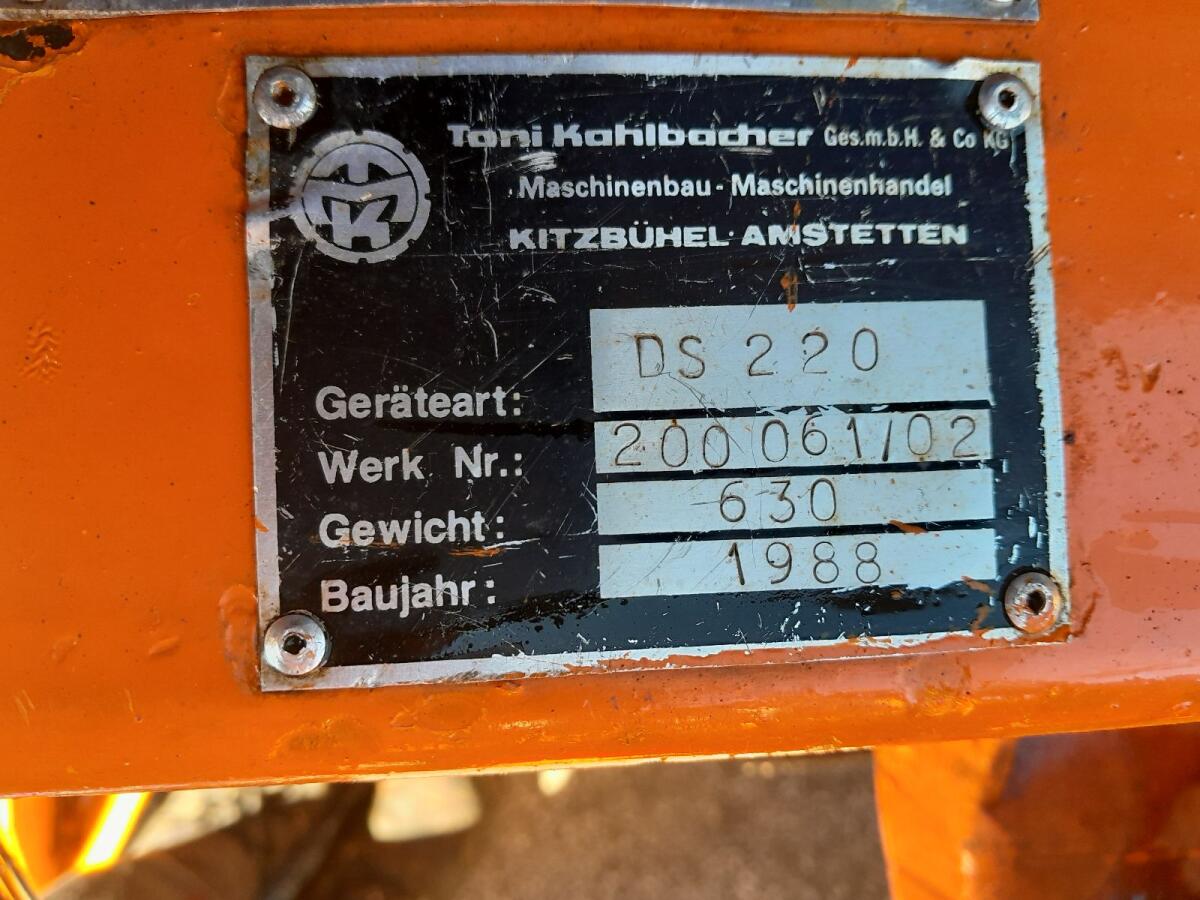 Toni Kahlbacher Ges.m.b.H. & Co KG
Maschinenbau - Maschinenhandel
KITZBÜHEL · AMSTETTEN
TMK
Geräteart: DS 220
Werk Nr.: 200 061/02
Gewicht: 630
Baujahr: 1988